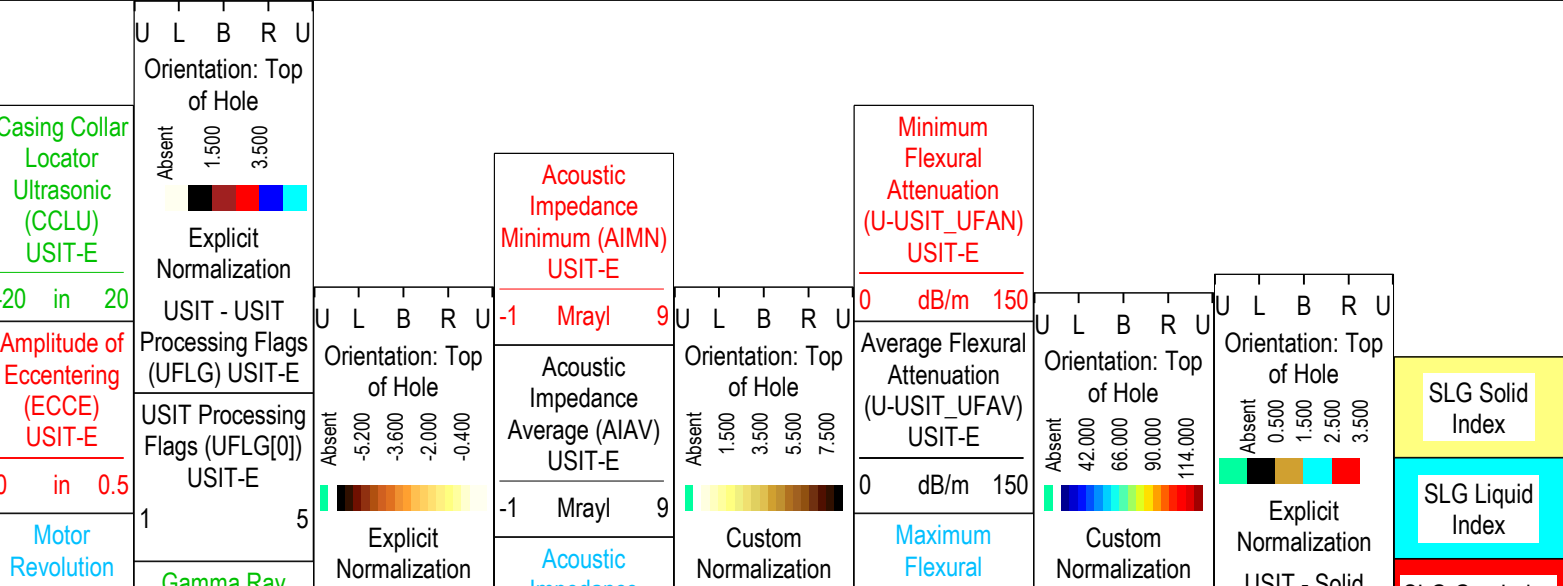 Casing Collar
Locator
Ultrasonic
(CCLU)
USIT-E
-20 in 20
Amplitude of
Eccentering
(ECCE)
USIT-E
0 in 0.5
Motor
Revolution
U L B R U
Orientation: Top
of Hole
Absent
1.500
3.500
Explicit
Normalization
USIT - USIT
Processing Flags
(UFLG) USIT-E
USIT Processing
Flags (UFLG[0])
USIT-E
1 5
Gamma Ray
U L B R U
Orientation: Top
of Hole
Absent
-5.200
-3.600
-2.000
-0.400
Explicit
Normalization
Acoustic
Impedance
Minimum (AIMN)
USIT-E
-1 Mrayl 9
Acoustic
Impedance
Average (AIAV)
USIT-E
-1 Mrayl 9
Acoustic
Impedance
U L B R U
Orientation: Top
of Hole
Absent
1.500
3.500
5.500
7.500
Custom
Normalization
Minimum
Flexural
Attenuation
(U-USIT_UFAN)
USIT-E
0 dB/m 150
Average Flexural
Attenuation
(U-USIT_UFAV)
USIT-E
0 dB/m 150
Maximum
Flexural
U L B R U
Orientation: Top
of Hole
Absent
42.000
66.000
90.000
114.000
Custom
Normalization
U L B R U
Orientation: Top
of Hole
Absent
0.500
1.500
2.500
3.500
Explicit
Normalization
USIT - Solid
SLG Solid
Index
SLG Liquid
Index